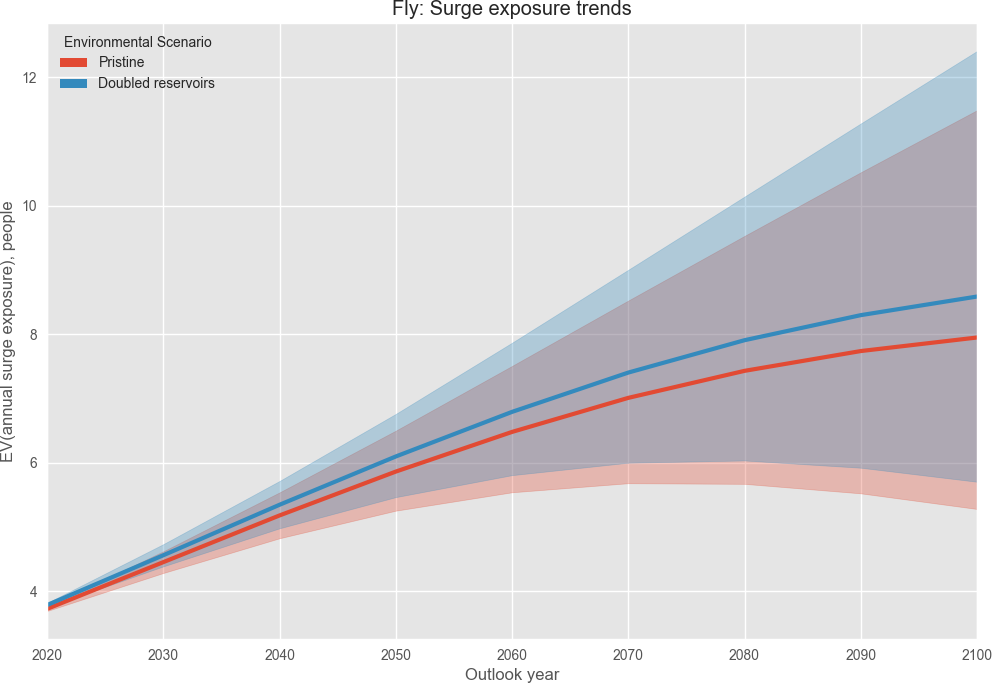 Fly: Surge exposure trends
Environmental Scenario
Pristine
Doubled reservoirs
EV(annual surge exposure), people
12
10
8
6
4
2020 2030 2040 2050 2060 2070 2080 2090 2100
Outlook year